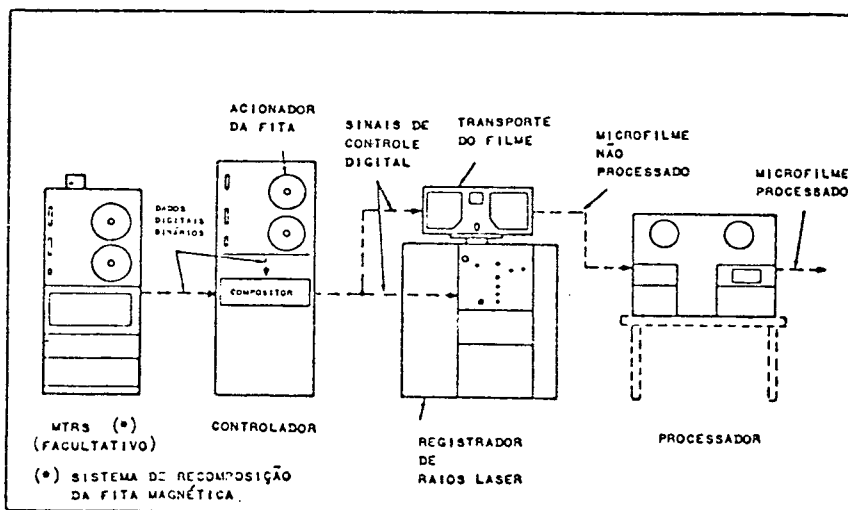 ACIONADOR
DA FITA
SINAIS DE
CONTROLE
DIGITAL
TRANSPORTE
DO FILME
MICROFILME
NÃO
PROCESSADO
MICROFILME
PROCESSADO
DADOS
DIGITAIS
BINÁRIOS
COMPOSITOR
MTRS (*)
(FACULTATIVO)
CONTROLADOR
REGISTRADOR
DE
RAIOS LASER
PROCESSADOR
(*) SISTEMA DE RECOMPOSIÇÃO
DA FITA MAGNÉTICA.